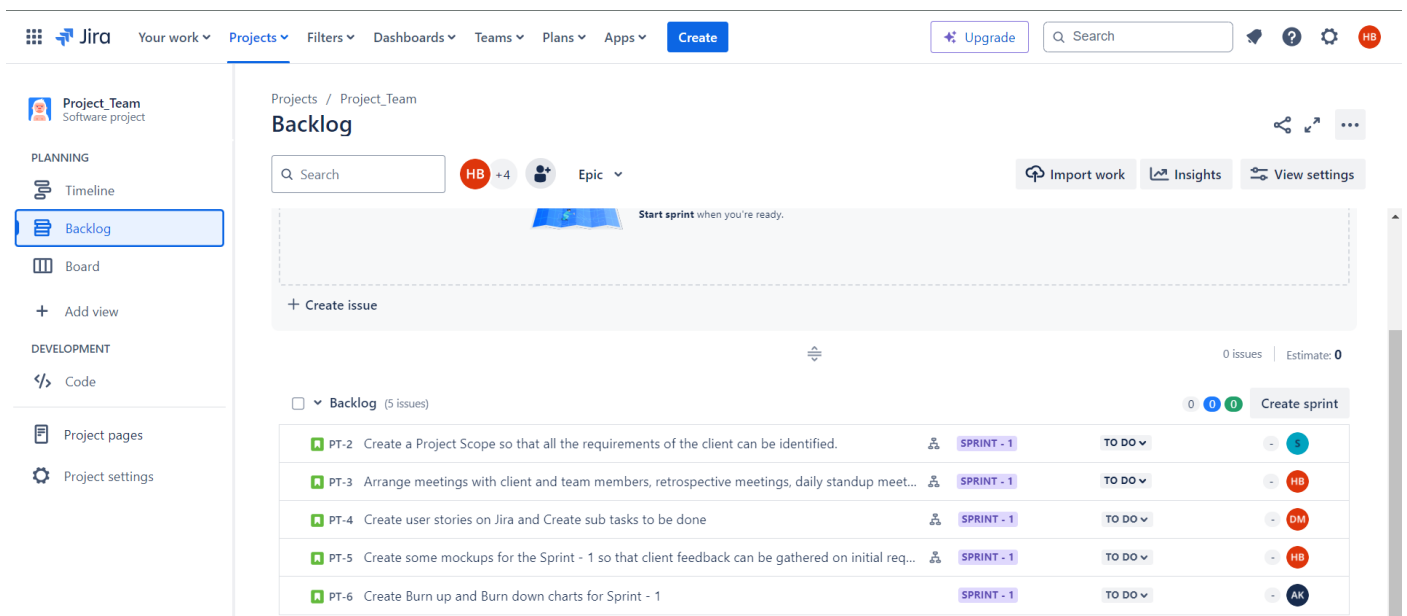 Jira Your work Projects Filters Dashboards Teams Plans Apps Create Upgrade Search HB
Project_Team
Software project
PLANNING
Timeline
Backlog
Board
Add view
DEVELOPMENT
Code
Project pages
Project settings
Projects / Project_Team
Backlog
Search HB +4 Epic Import work Insights View settings
Start sprint when you're ready.
+ Create issue
0 issues Estimate: 0
Backlog (5 issues) 0 0 0 Create sprint
PT-2 Create a Project Scope so that all the requirements of the client can be identified. SPRINT - 1 TO DO - S
PT-3 Arrange meetings with client and team members, retrospective meetings, daily standup meet... SPRINT - 1 TO DO - HB
PT-4 Create user stories on Jira and Create sub tasks to be done SPRINT - 1 TO DO - DM
PT-5 Create some mockups for the Sprint - 1 so that client feedback can be gathered on initial req... SPRINT - 1 TO DO - HB
PT-6 Create Burn up and Burn down charts for Sprint - 1 SPRINT - 1 TO DO - AK